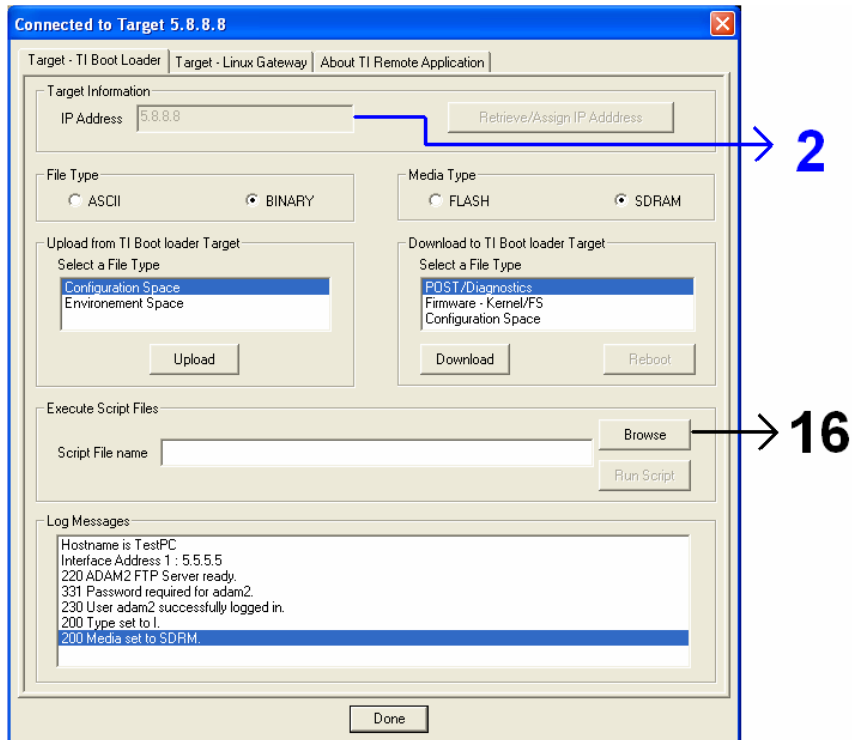 Connected to Target 5.8.8.8
Target - TI Boot Loader Target - Linux Gateway About TI Remote Application
Target Information
IP Address 5.8.8.8 Retrieve/Assign IP Adddress
2
File Type Media Type
ASCII BINARY FLASH SDRAM
Upload from TI Boot loader Target Download to TI Boot loader Target
Select a File Type Select a File Type
Configuration Space POST/Diagnostics
Environement Space Firmware - Kernel/FS
Configuration Space
Upload Download Reboot
Execute Script Files
Browse 16
Script File name
Run Script
Log Messages
Hostname is TestPC
Interface Address 1 : 5.5.5.5
220 ADAM2 FTP Server ready.
331 Password required for adam2.
230 User adam2 successfully logged in.
200 Type set to I.
200 Media set to SDRM.
Done